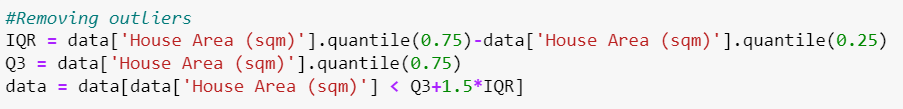 #Removing outliers
IQR = data['House Area (sqm)'].quantile(0.75)-data['House Area (sqm)'].quantile(0.25)
Q3 = data['House Area (sqm)'].quantile(0.75)
data = data[data['House Area (sqm)'] < Q3+1.5*IQR]